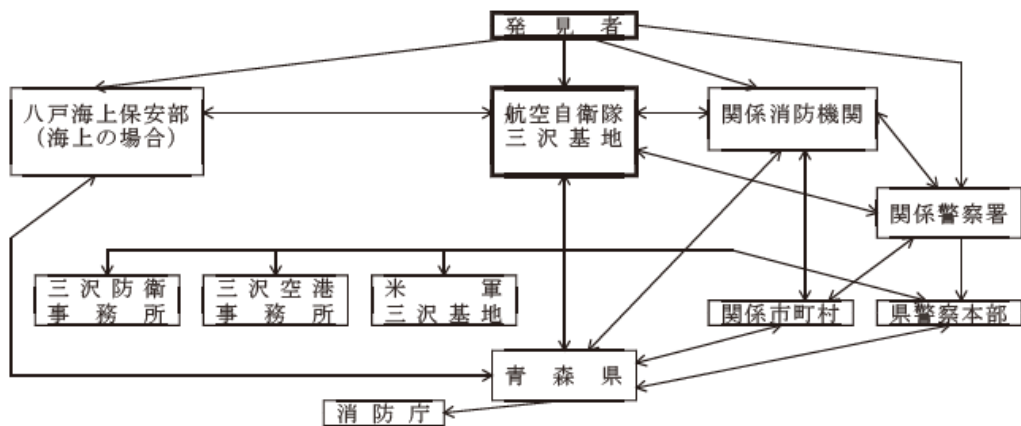 発見者
八戸海上保安部
(海上の場合)
航空自衛隊
三沢基地
関係消防機関
関係警察署
三沢防衛
事務所
三沢空港
事務所
米軍
三沢基地
関係市町村
県警察本部
青森県
消防庁